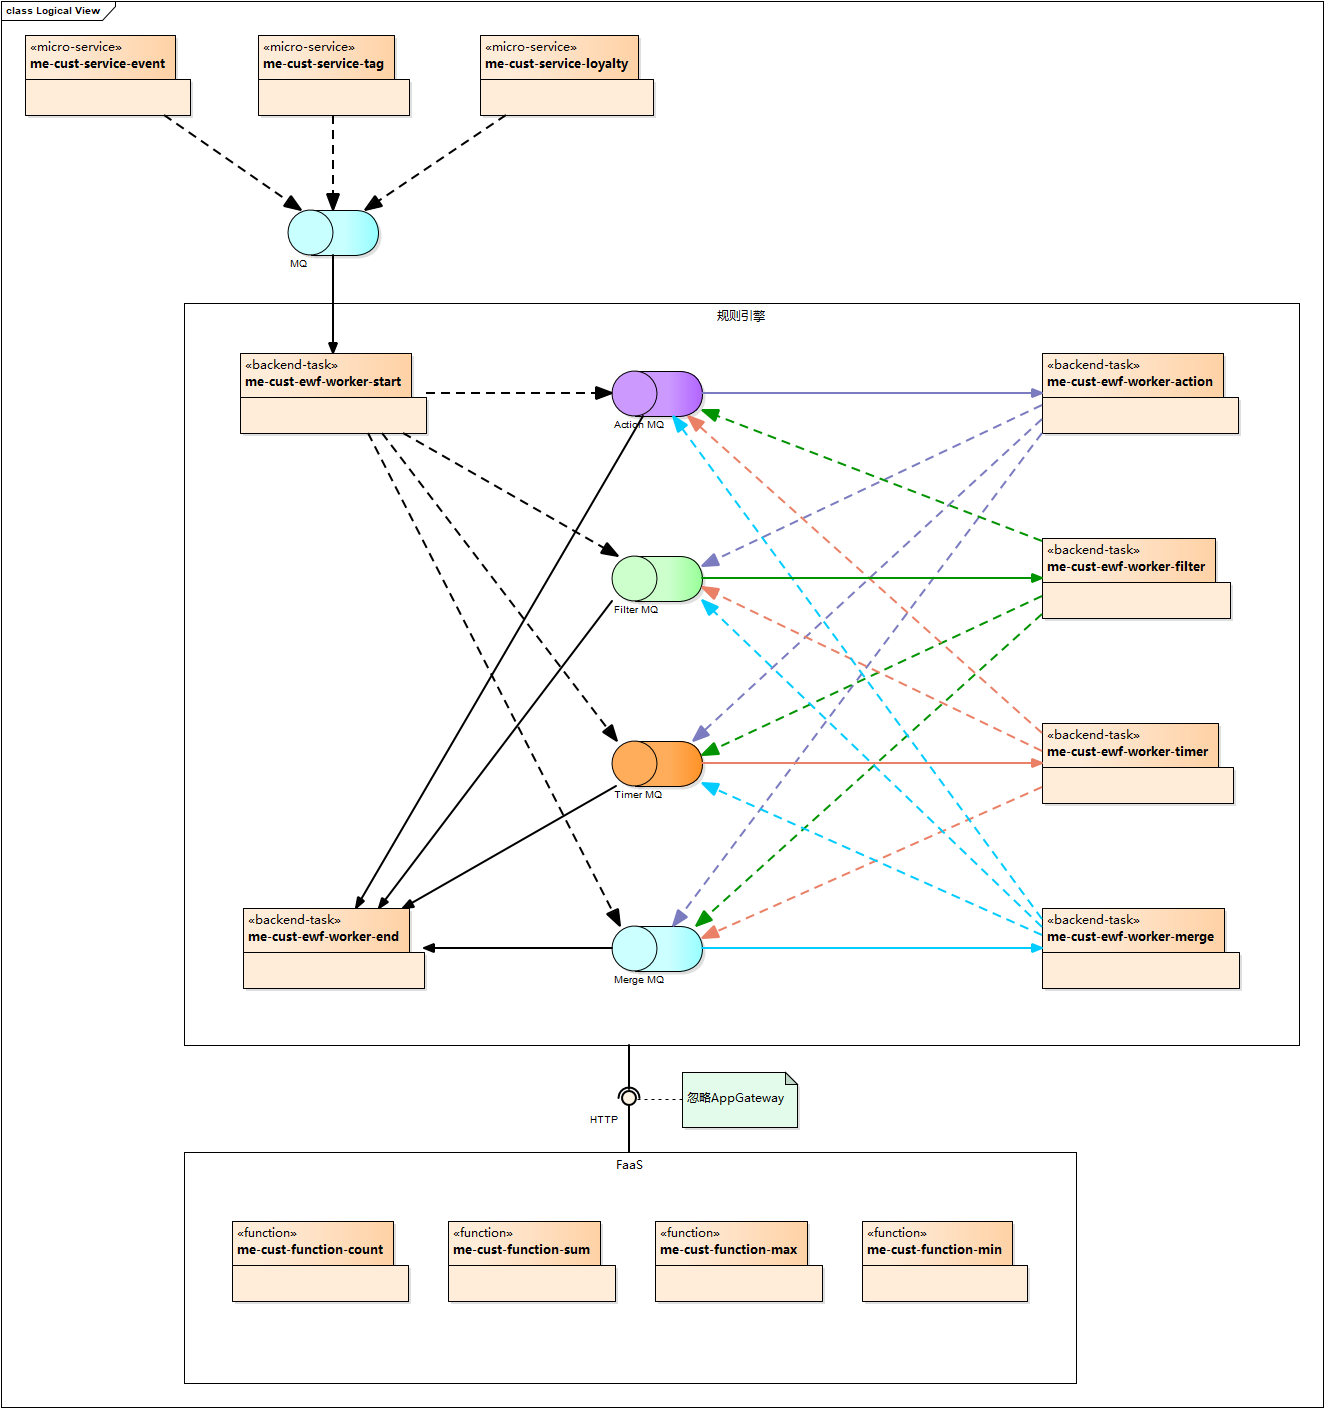 class Logical View
«micro-service»
me-cust-service-event
«micro-service»
me-cust-service-tag
«micro-service»
me-cust-service-loyalty
MQ
规则引擎
«backend-task»
me-cust-ewf-worker-start
Action MQ
«backend-task»
me-cust-ewf-worker-action
Filter MQ
«backend-task»
me-cust-ewf-worker-filter
Timer MQ
«backend-task»
me-cust-ewf-worker-timer
«backend-task»
me-cust-ewf-worker-end
Merge MQ
«backend-task»
me-cust-ewf-worker-merge
HTTP
忽略AppGateway
FaaS
«function»
me-cust-function-count
«function»
me-cust-function-sum
«function»
me-cust-function-max
«function»
me-cust-function-min